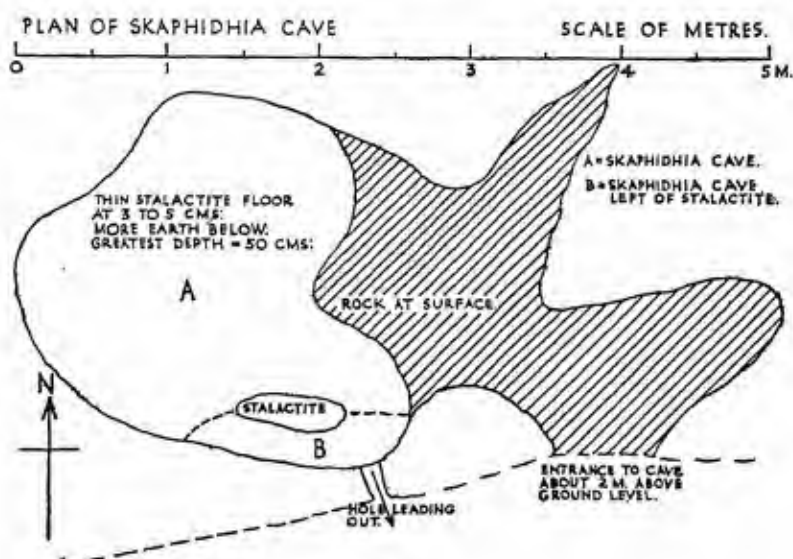 PLAN OF SKAPHIDHIA CAVE
SCALE OF METRES.
0 1 2 3 4 5 M.
A = SKAPHIDHIA CAVE.
B = SKAPHIDHIA CAVE
LEFT OF STALACTITE.
THIN STALACTITE FLOOR
AT 3 TO 5 CMS:
MORE EARTH BELOW:
GREATEST DEPTH = 50 CMS:
A
ROCK AT SURFACE.
N
STALACTITE
B
ENTRANCE TO CAVE
ABOUT 2 M. ABOVE
GROUND LEVEL.
HOLE LEADING
OUT.